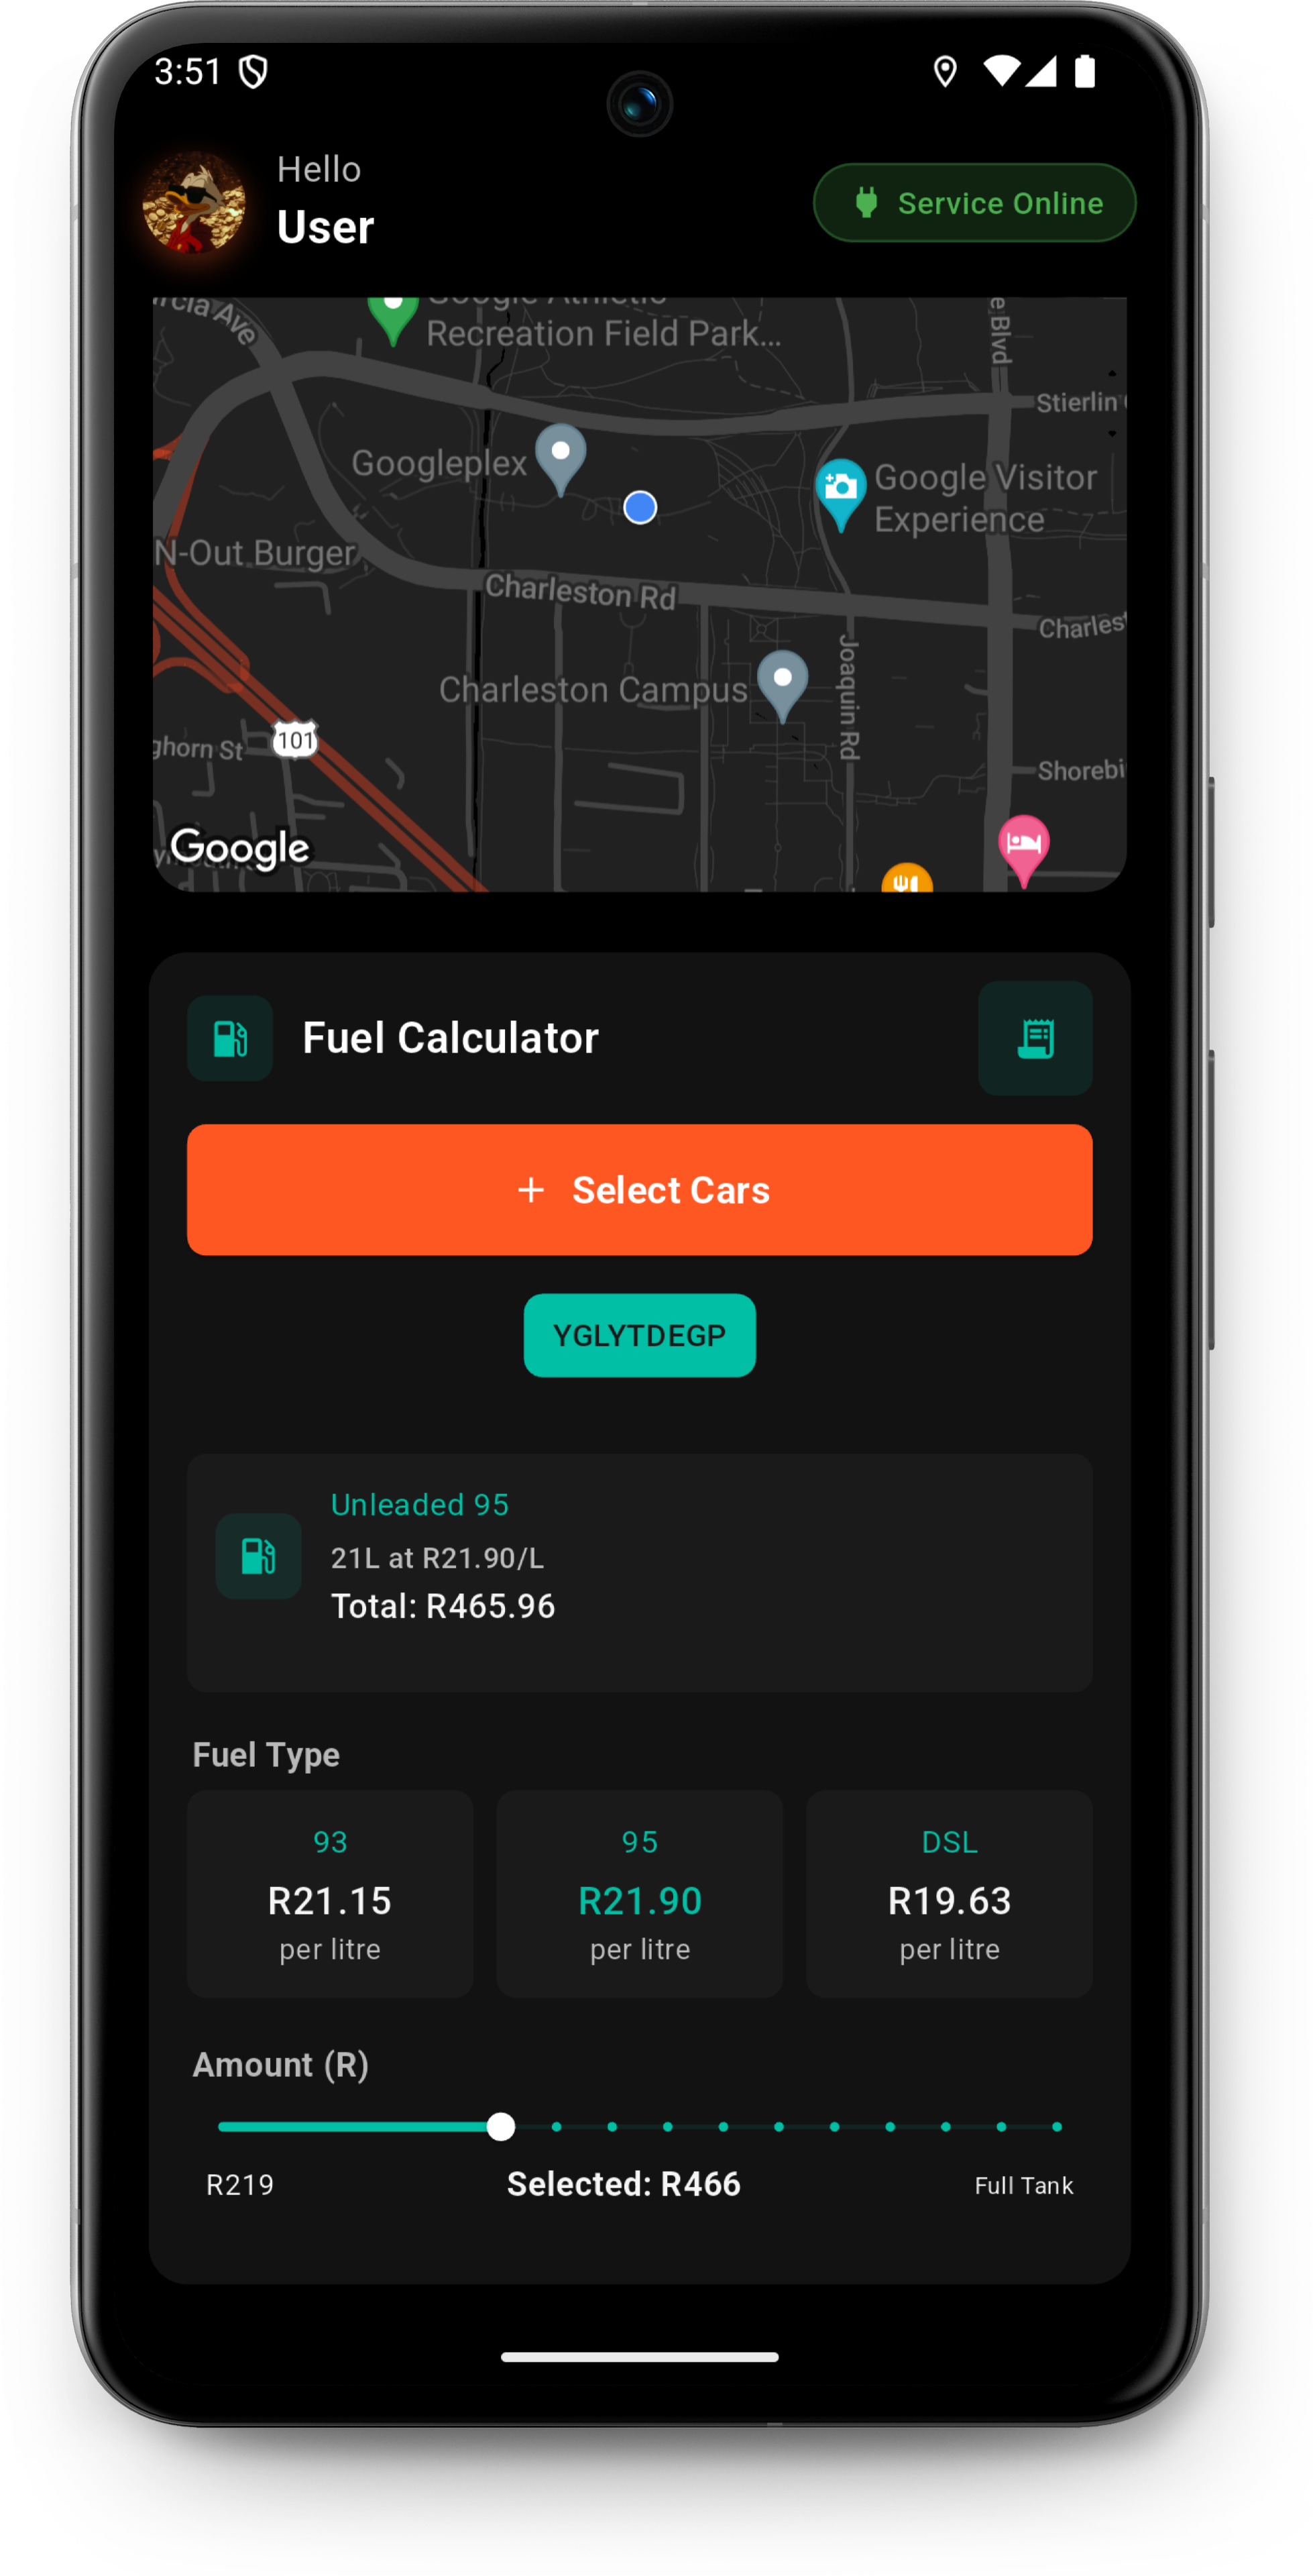 3:51
Hello
User
Service Online
Recreation Field Park...
Stierlin
Googleplex
Google Visitor
Experience
N-Out Burger
Charleston Rd
Charles
Charleston Campus
Joaquin Rd
101
ghorn St
Shorebi
Google
e Blvd
rcia Ave
Fuel Calculator
+ Select Cars
YGLYTDEGP
Unleaded 95
21L at R21.90/L
Total: R465.96
Fuel Type
93
95
DSL
R21.15
R21.90
R19.63
per litre
per litre
per litre
Amount (R)
R219
Selected: R466
Full Tank